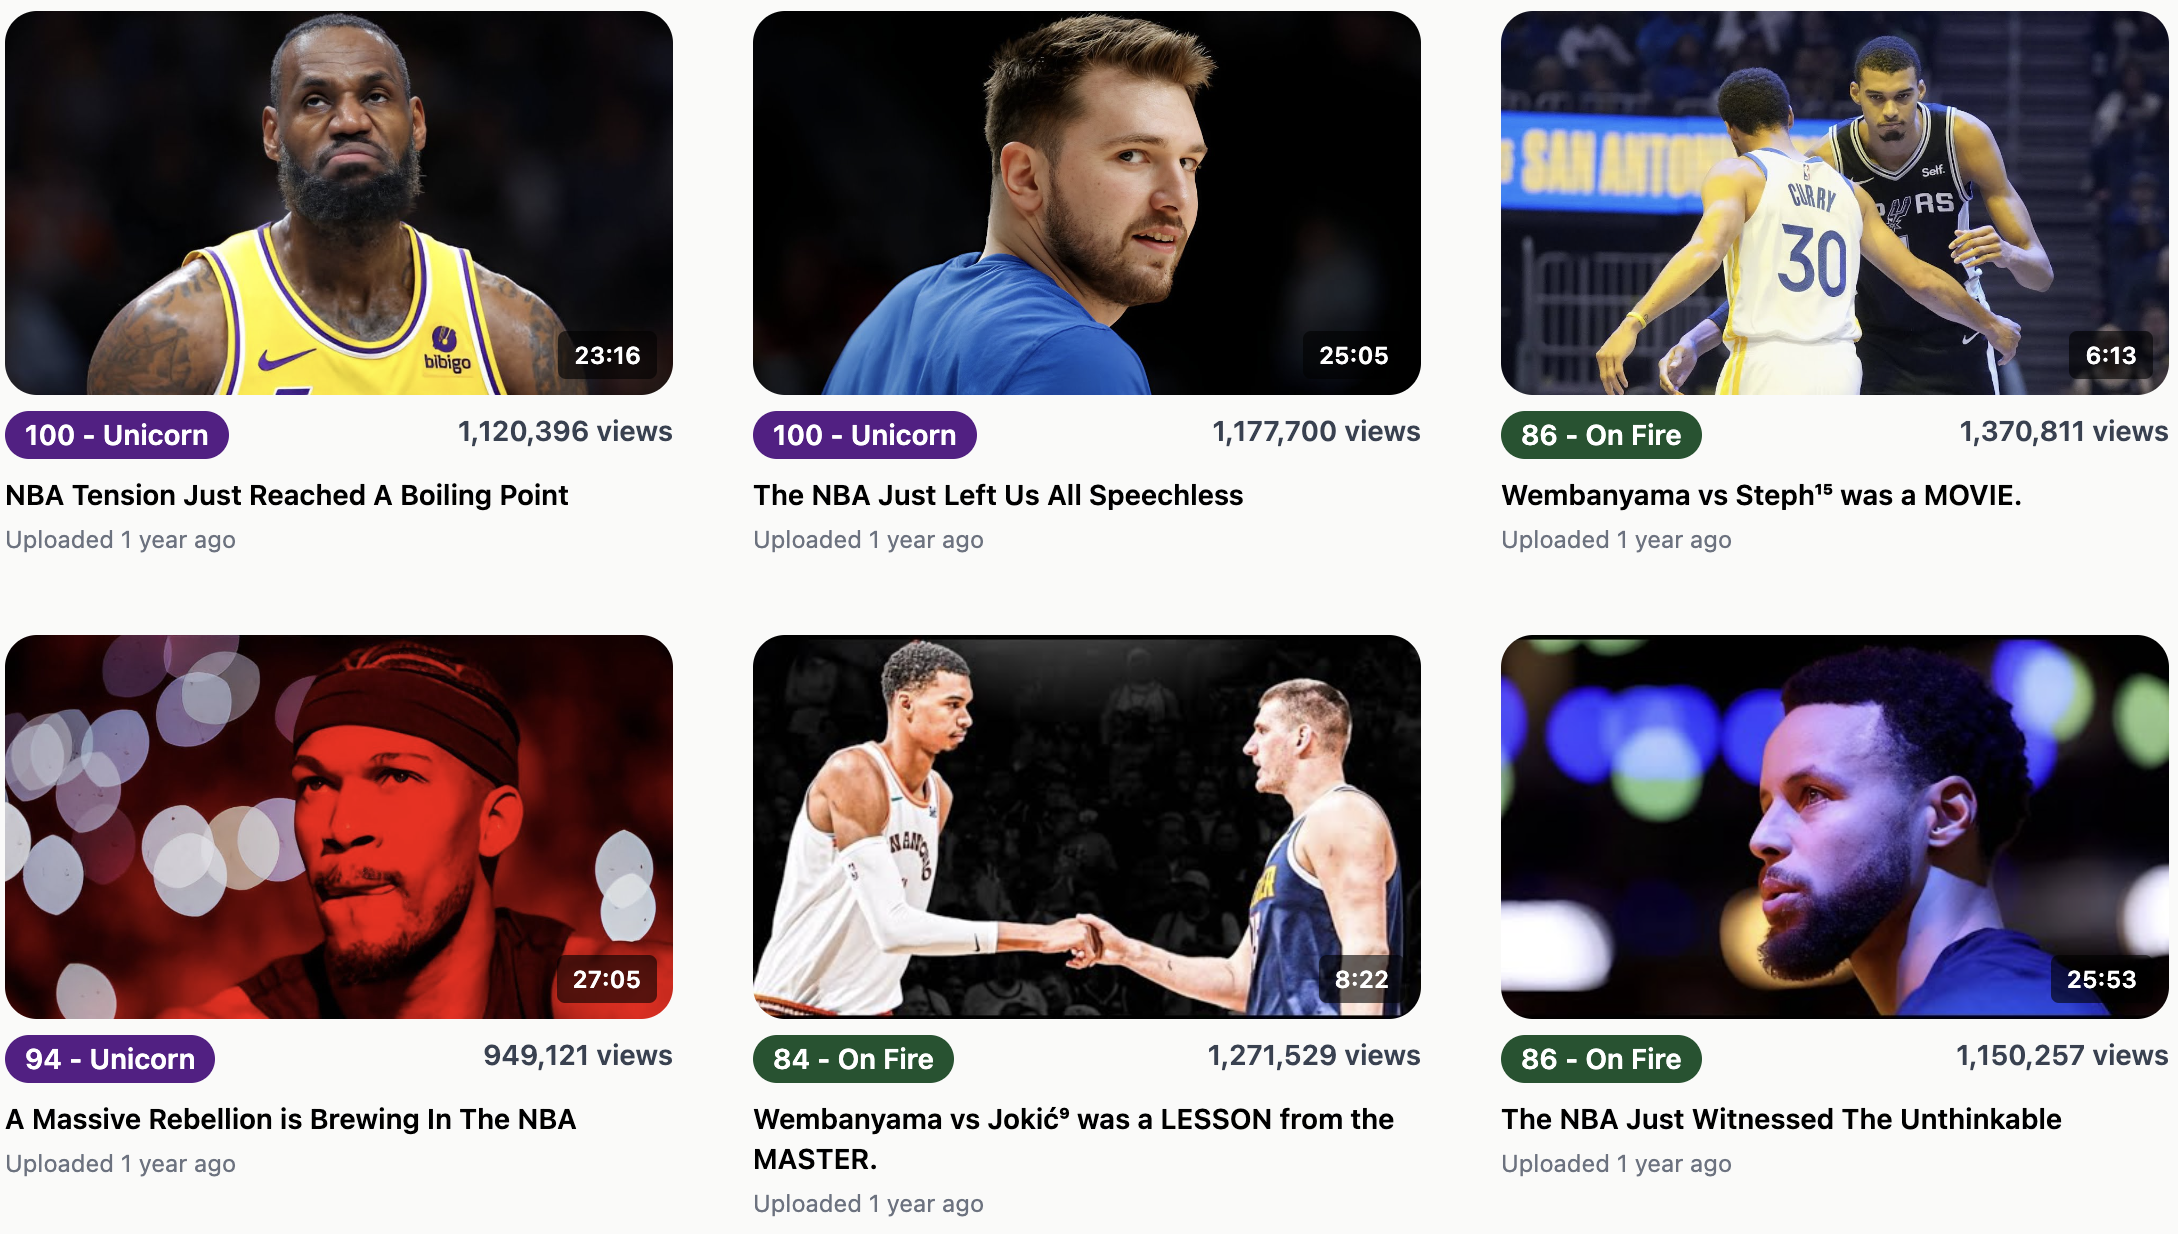 bibigo
23:16
100 - Unicorn
1,120,396 views
NBA Tension Just Reached A Boiling Point
Uploaded 1 year ago
25:05
100 - Unicorn
1,177,700 views
The NBA Just Left Us All Speechless
Uploaded 1 year ago
SAN ANTON
CURRY
30
Self.
6:13
86 - On Fire
1,370,811 views
Wembanyama vs Steph¹⁵ was a MOVIE.
Uploaded 1 year ago
27:05
94 - Unicorn
949,121 views
A Massive Rebellion is Brewing In The NBA
Uploaded 1 year ago
8:22
84 - On Fire
1,271,529 views
Wembanyama vs Jokić⁹ was a LESSON from the
MASTER.
Uploaded 1 year ago
25:53
86 - On Fire
1,150,257 views
The NBA Just Witnessed The Unthinkable
Uploaded 1 year ago